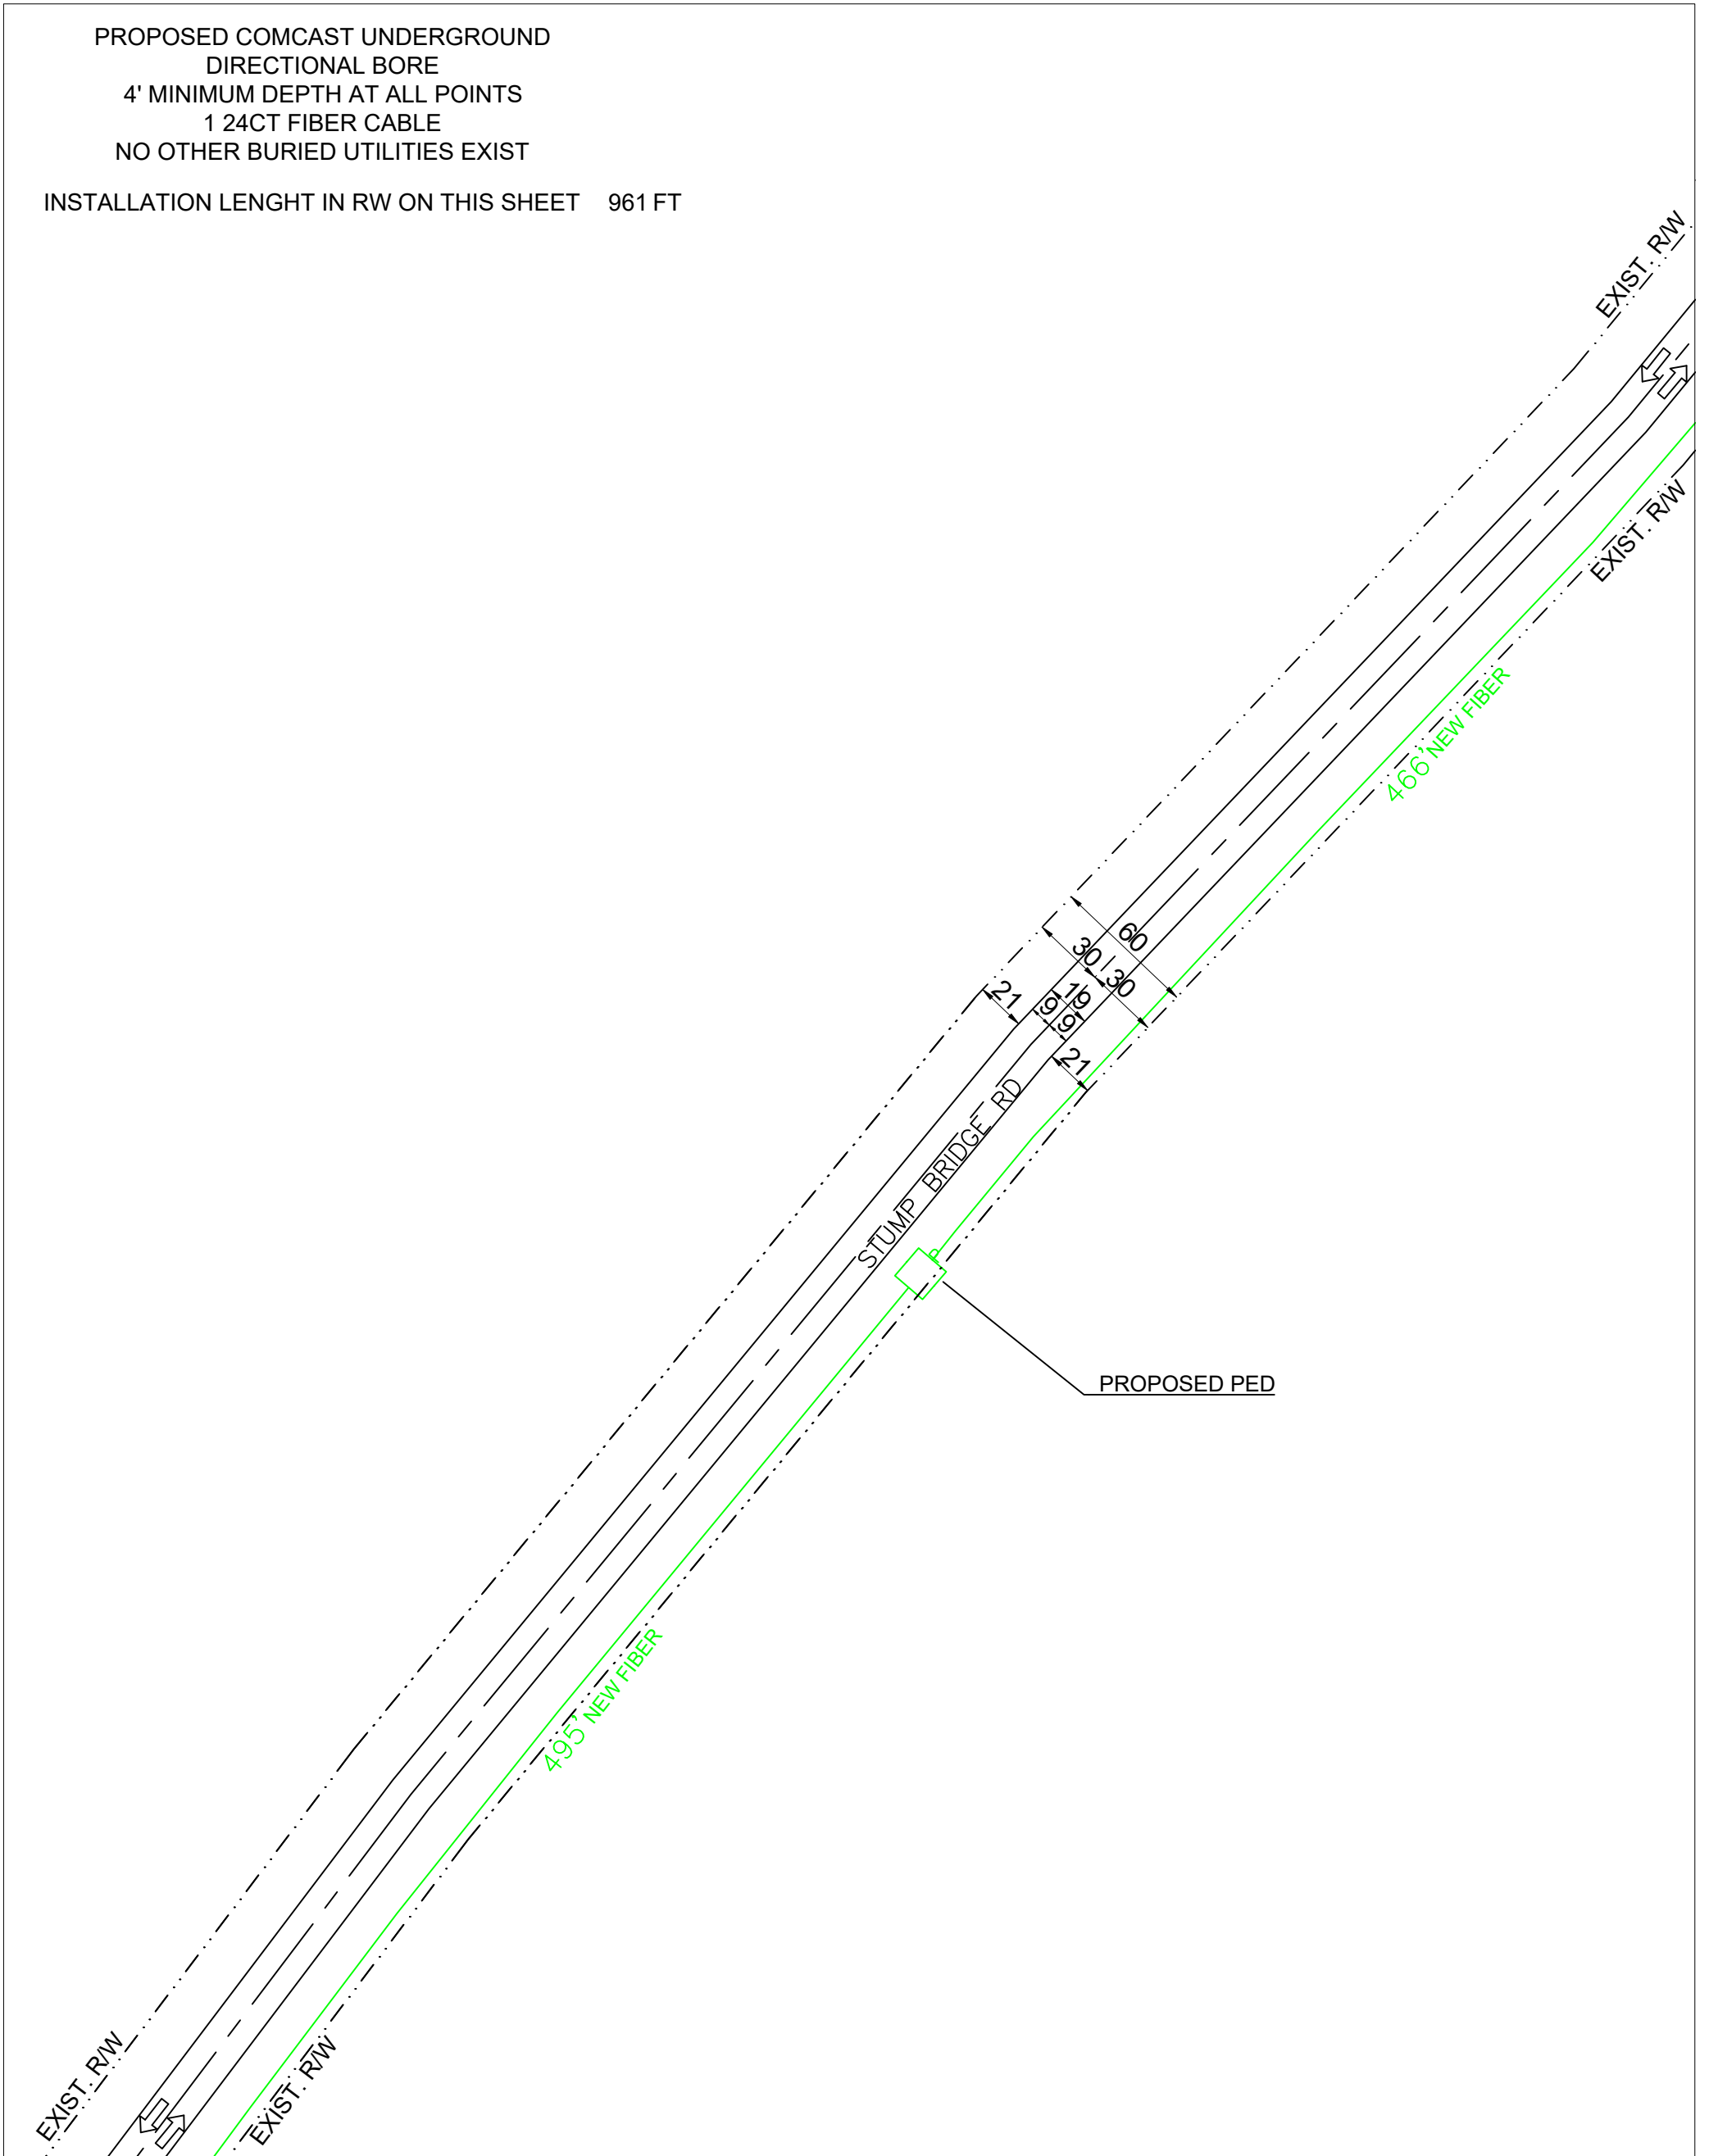 PROPOSED COMCAST UNDERGROUND
DIRECTIONAL BORE
4' MINIMUM DEPTH AT ALL POINTS
1 24CT FIBER CABLE
NO OTHER BURIED UTILITIES EXIST
INSTALLATION LENGHT IN RW ON THIS SHEET 961 FT
EXIST. R/W
EXIST. R/W
466' NEW FIBER
60
30
30
21
19
9
9
21
STUMP BRIDGE RD
P
PROPOSED PED
495' NEW FIBER
EXIST. R/W
EXIST. R/W